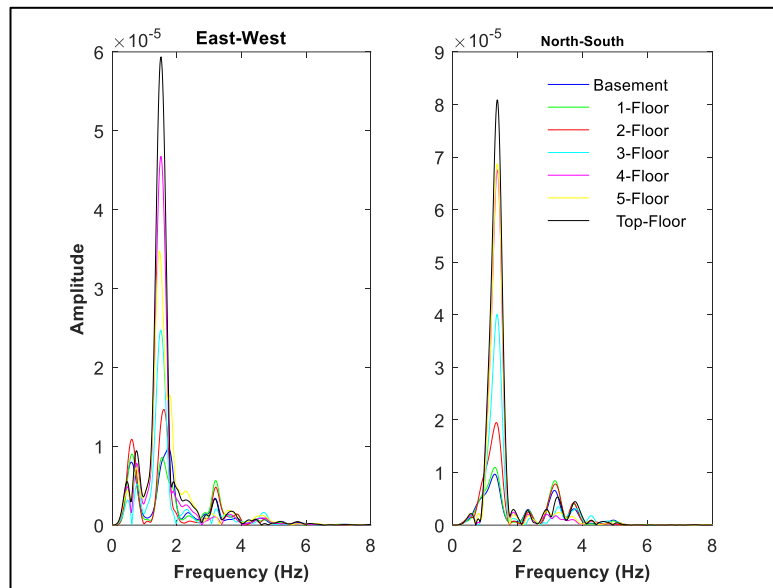 ×10⁻⁵
East-West
6
5
4
3
2
1
0
0 2 4 6 8
Frequency (Hz)
Amplitude
×10⁻⁵
North-South
9
8
7
6
5
4
3
2
1
0
0 2 4 6 8
Frequency (Hz)
Basement
1-Floor
2-Floor
3-Floor
4-Floor
5-Floor
Top-Floor